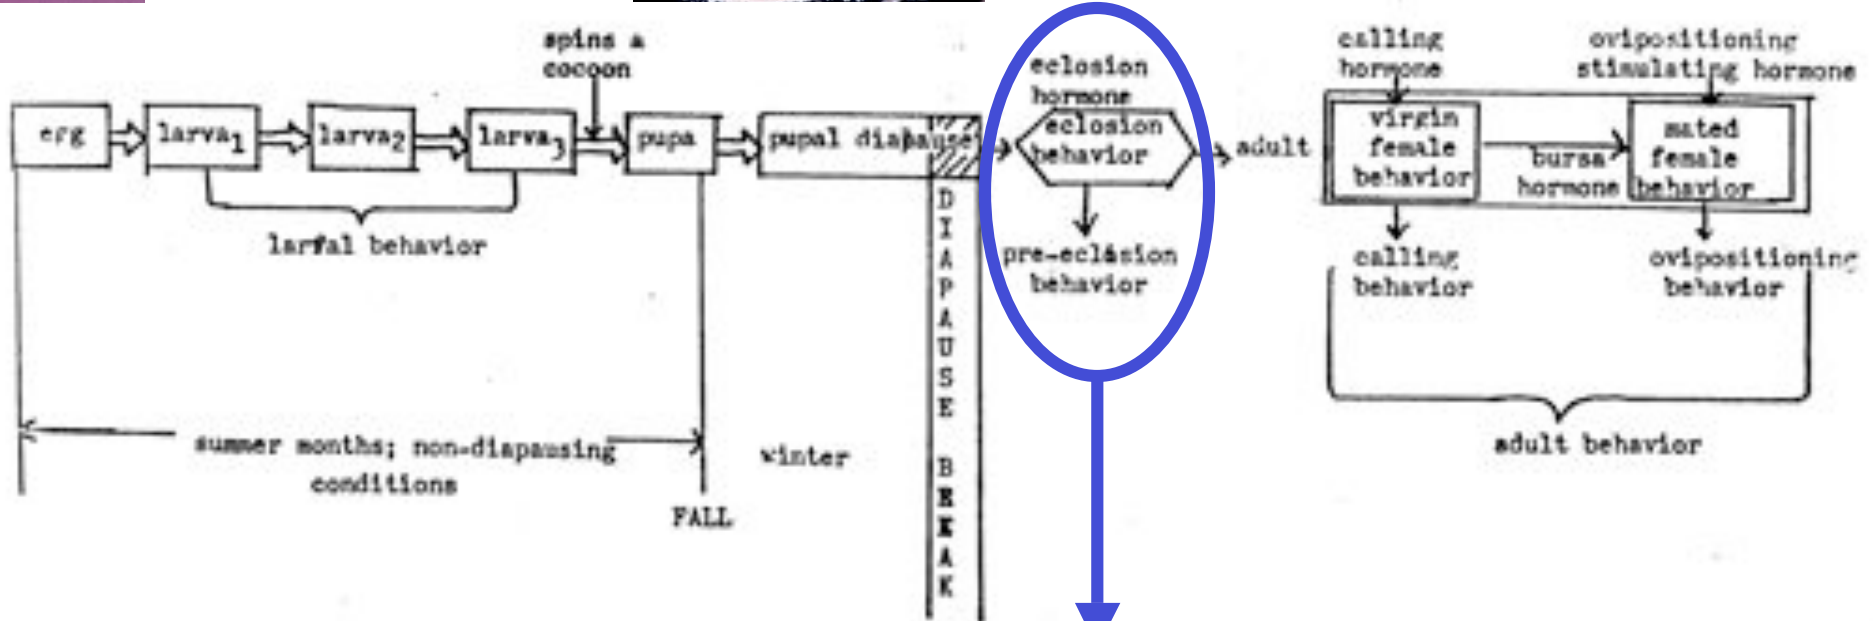 spins a
cocoon
egg
larva1
larva2
larva3
pupa
pupal diapause
larval behavior
summer months; non-diapausing
conditions
FALL
winter
DIAPAUSE BREAK
eclosion
hormone
eclosion
behavior
pre-eclosion
behavior
adult
calling
hormone
ovipositioning
stimulating hormone
virgin
female
behavior
bursa
hormone
mated
female
behavior
calling
behavior
ovipositioning
behavior
adult behavior